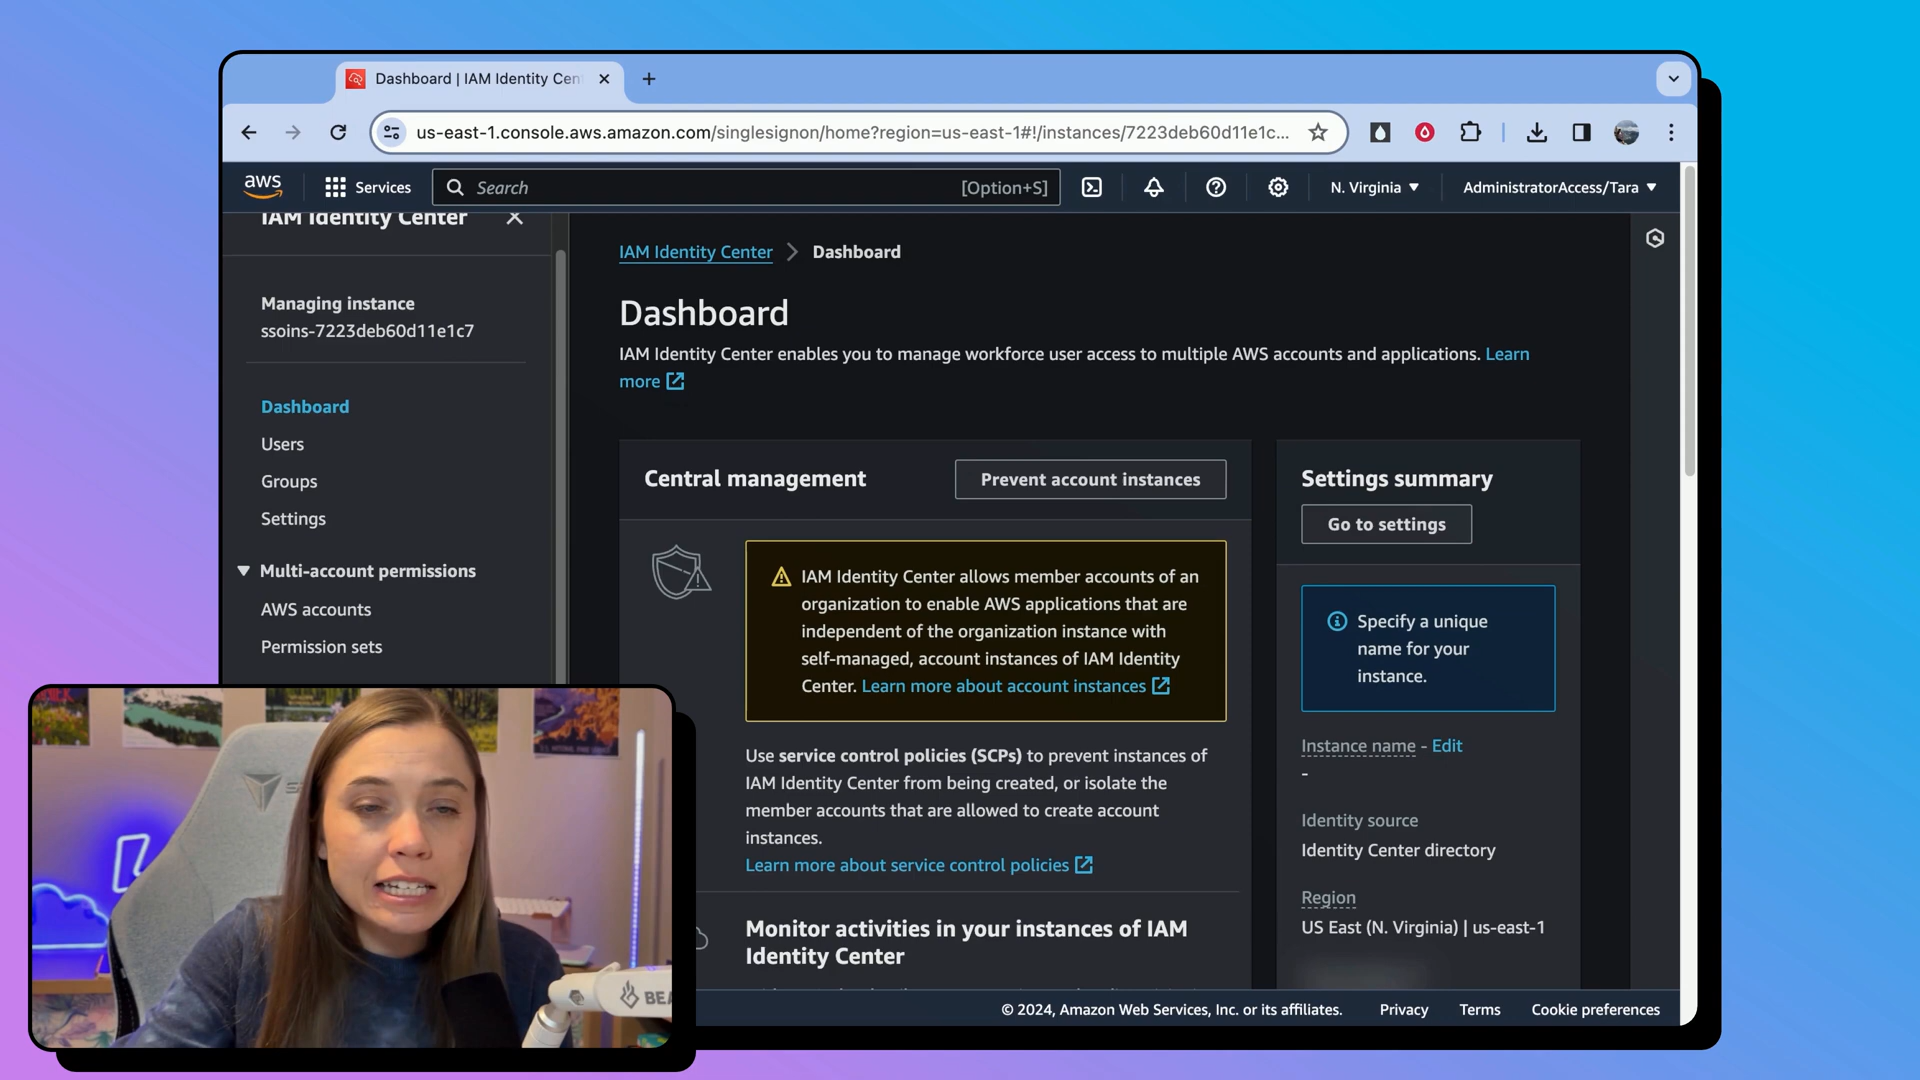 Dashboard | IAM Identity Cen
us-east-1.console.aws.amazon.com/singlesignon/home?region=us-east-1#!/instances/7223deb60d11e1c...
aws
Services
Search
[Option+S]
N. Virginia
AdministratorAccess/Tara
IAM Identity Center
Managing instance
ssoins-7223deb60d11e1c7
Dashboard
Users
Groups
Settings
Multi-account permissions
AWS accounts
Permission sets
IAM Identity Center
Dashboard
Dashboard
IAM Identity Center enables you to manage workforce user access to multiple AWS accounts and applications. Learn
more
Central management
Prevent account instances
IAM Identity Center allows member accounts of an
organization to enable AWS applications that are
independent of the organization instance with
self-managed, account instances of IAM Identity
Center. Learn more about account instances
Use service control policies (SCPs) to prevent instances of
IAM Identity Center from being created, or isolate the
member accounts that are allowed to create account
instances.
Learn more about service control policies
Monitor activities in your instances of IAM
Identity Center
Settings summary
Go to settings
Specify a unique
name for your
instance.
Instance name - Edit
-
Identity source
Identity Center directory
Region
US East (N. Virginia) | us-east-1
© 2024, Amazon Web Services, Inc. or its affiliates.
Privacy
Terms
Cookie preferences